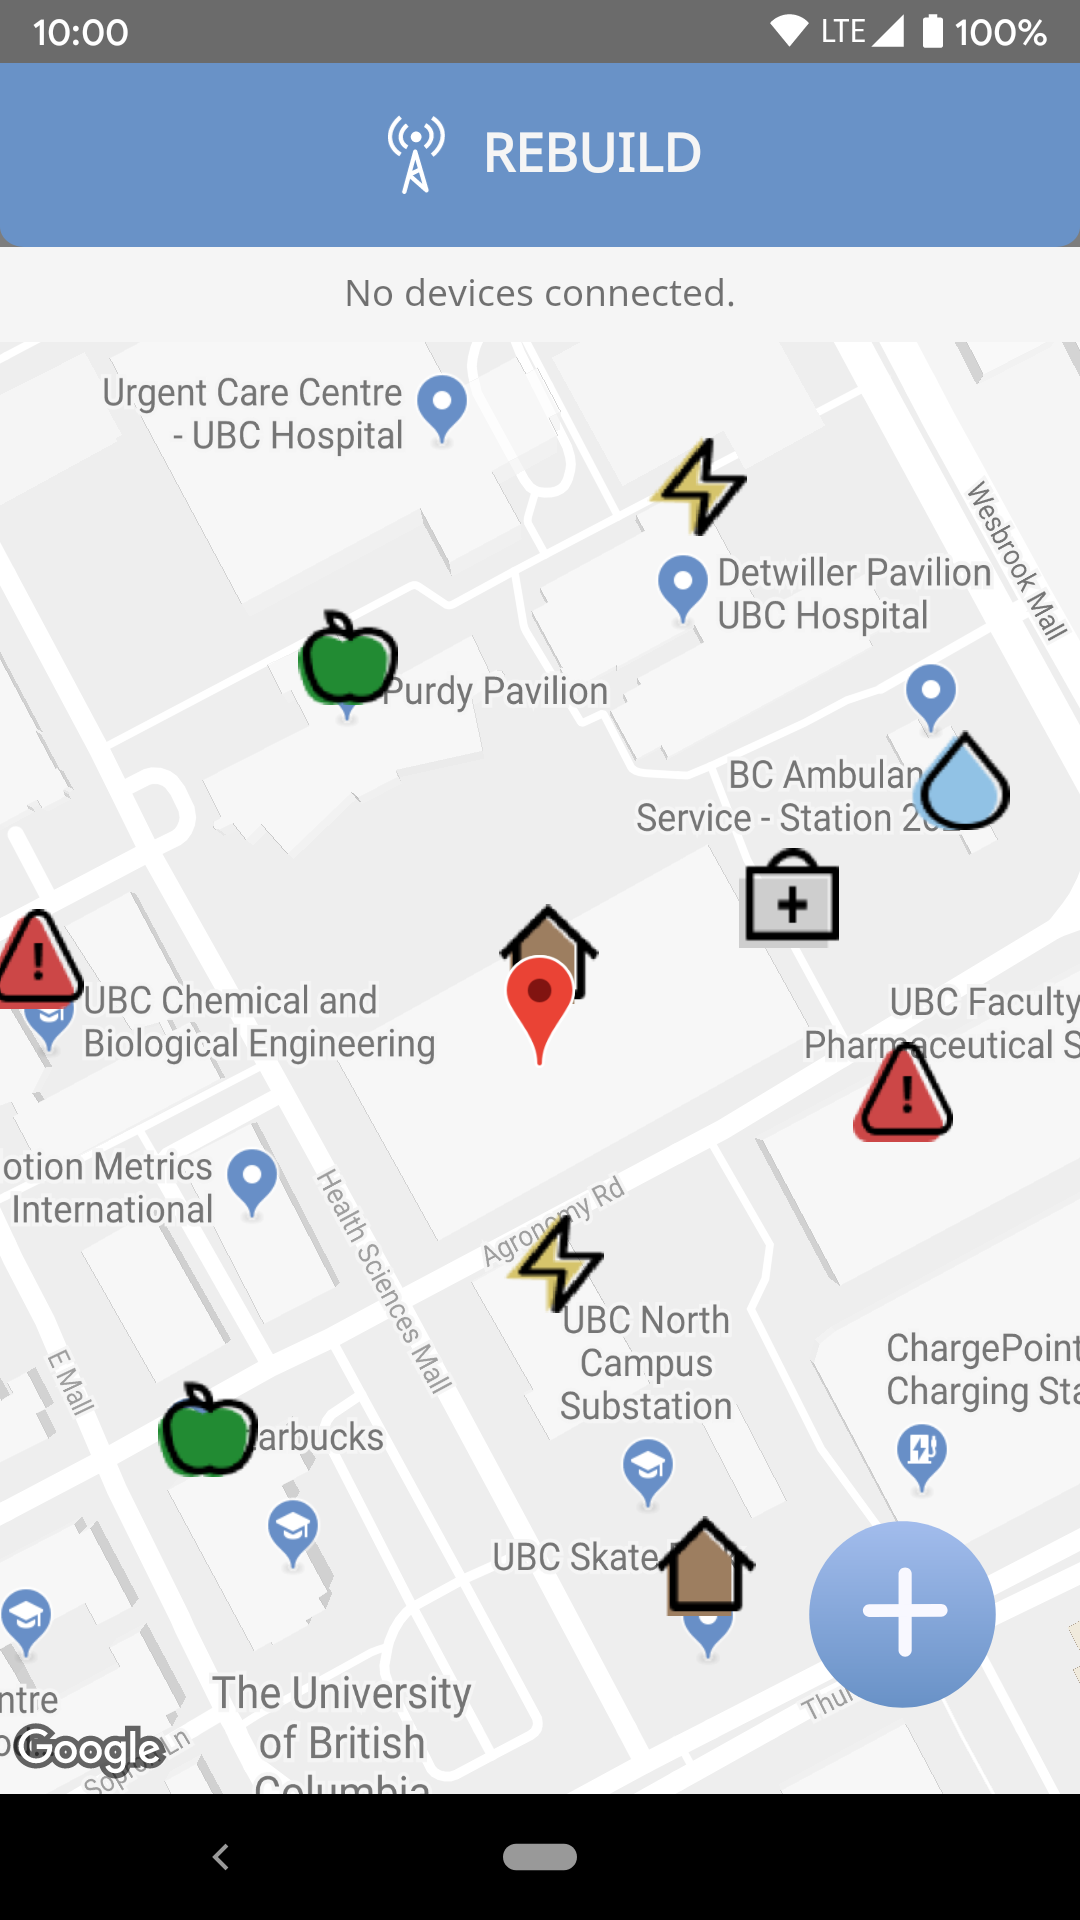 10:00
LTE
100%
REBUILD
No devices connected.
Urgent Care Centre
- UBC Hospital
Wesbrook Mall
Detwiller Pavilion
UBC Hospital
Purdy Pavilion
BC Ambulan
Service - Station 2
UBC Chemical and
Biological Engineering
UBC Faculty
Pharmaceutical S
otion Metrics
International
Health Sciences Mall
Agronomy Rd
UBC North
Campus
Substation
E Mall
ChargePoint
Charging Sta
arbucks
UBC Skate
ntre
The University
of British
Columbia
Thu
Google
Ln